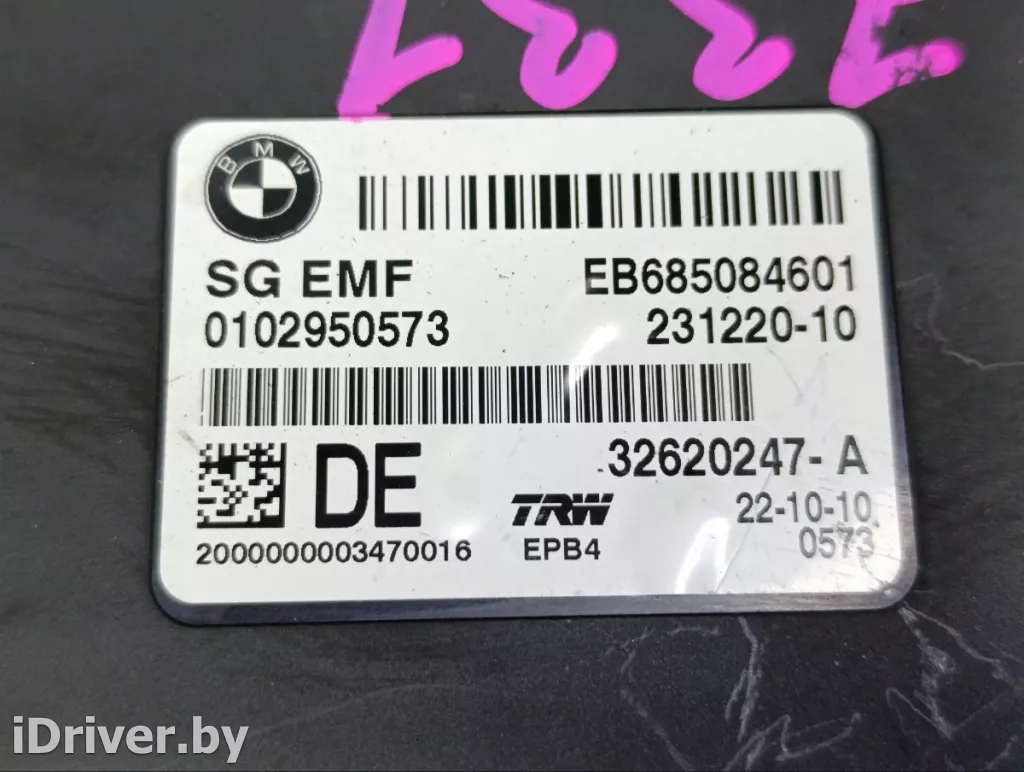 BMW
SG EMF EB685084601
0102950573 231220-10
DE 32620247-A
TRW 22-10-10
2000000003470016 EPB4 0573
iDriver.by